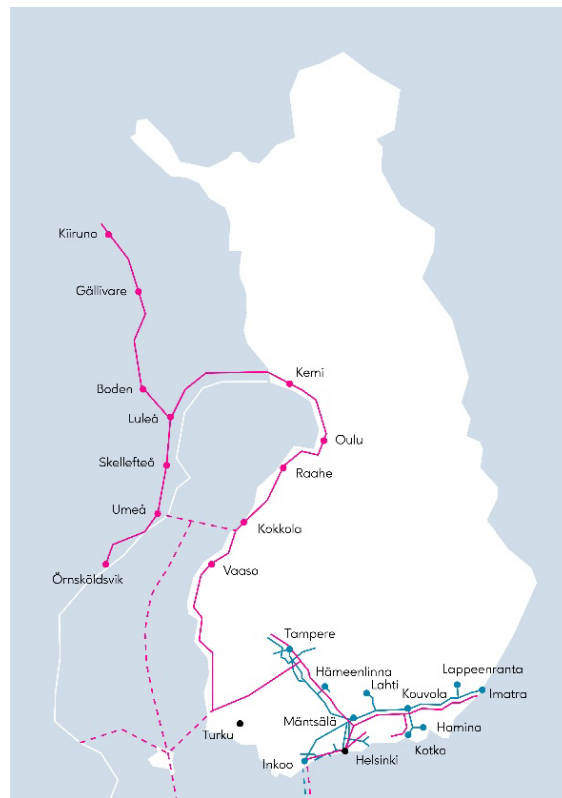 Kiiruna
Gällivare
Boden
Kemi
Luleå
Oulu
Skellefteå
Raahe
Umeå
Kokkola
Örnsköldsvik
Vaasa
Tampere
Hämeenlinna
Lappeenranta
Lahti
Kouvola
Imatra
Mäntsälä
Turku
Hamina
Inkoo
Helsinki
Kotka